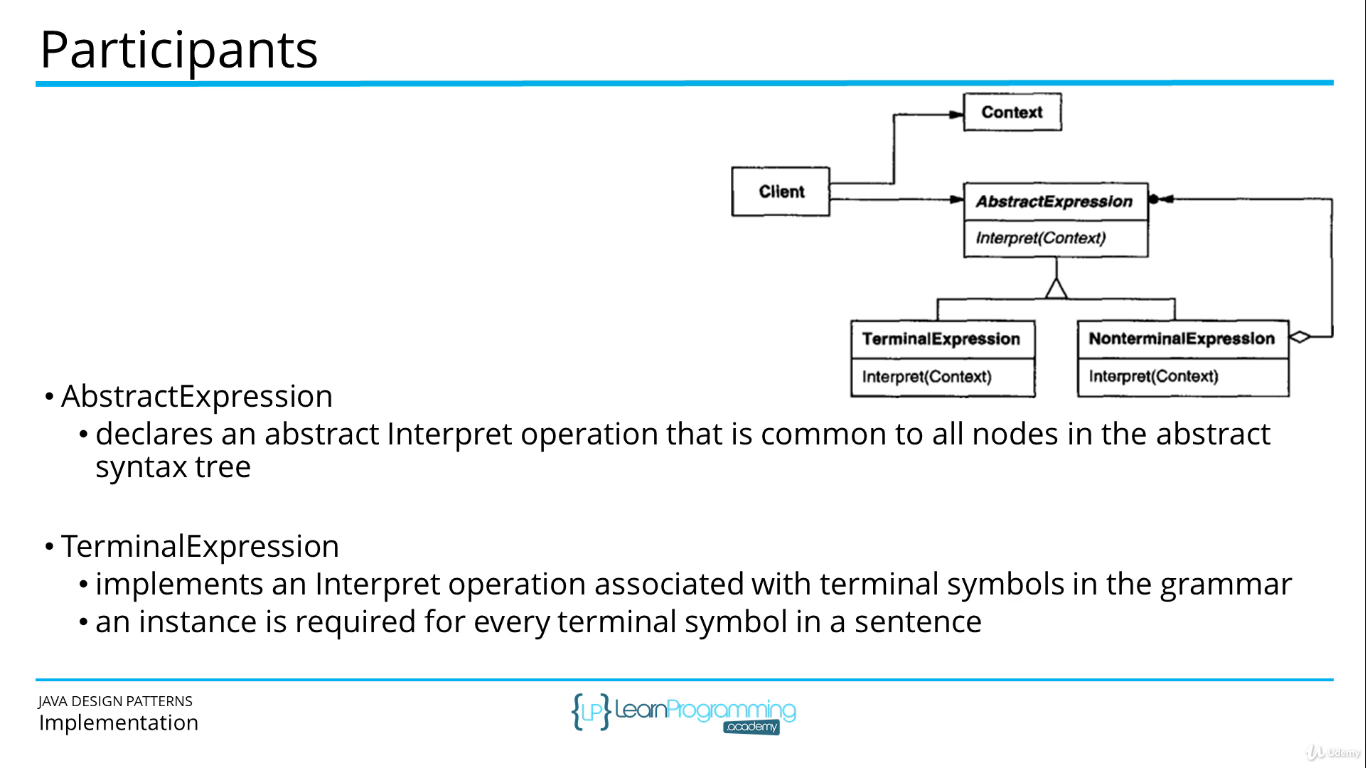 Participants
Context
Client
AbstractExpression
Interpret(Context)
TerminalExpression
Interpret(Context)
NonterminalExpression
Interpret(Context)
• AbstractExpression
• declares an abstract Interpret operation that is common to all nodes in the abstract
syntax tree
• TerminalExpression
• implements an Interpret operation associated with terminal symbols in the grammar
• an instance is required for every terminal symbol in a sentence
JAVA DESIGN PATTERNS
Implementation
{LP} LearnProgramming
.academy
Udemy